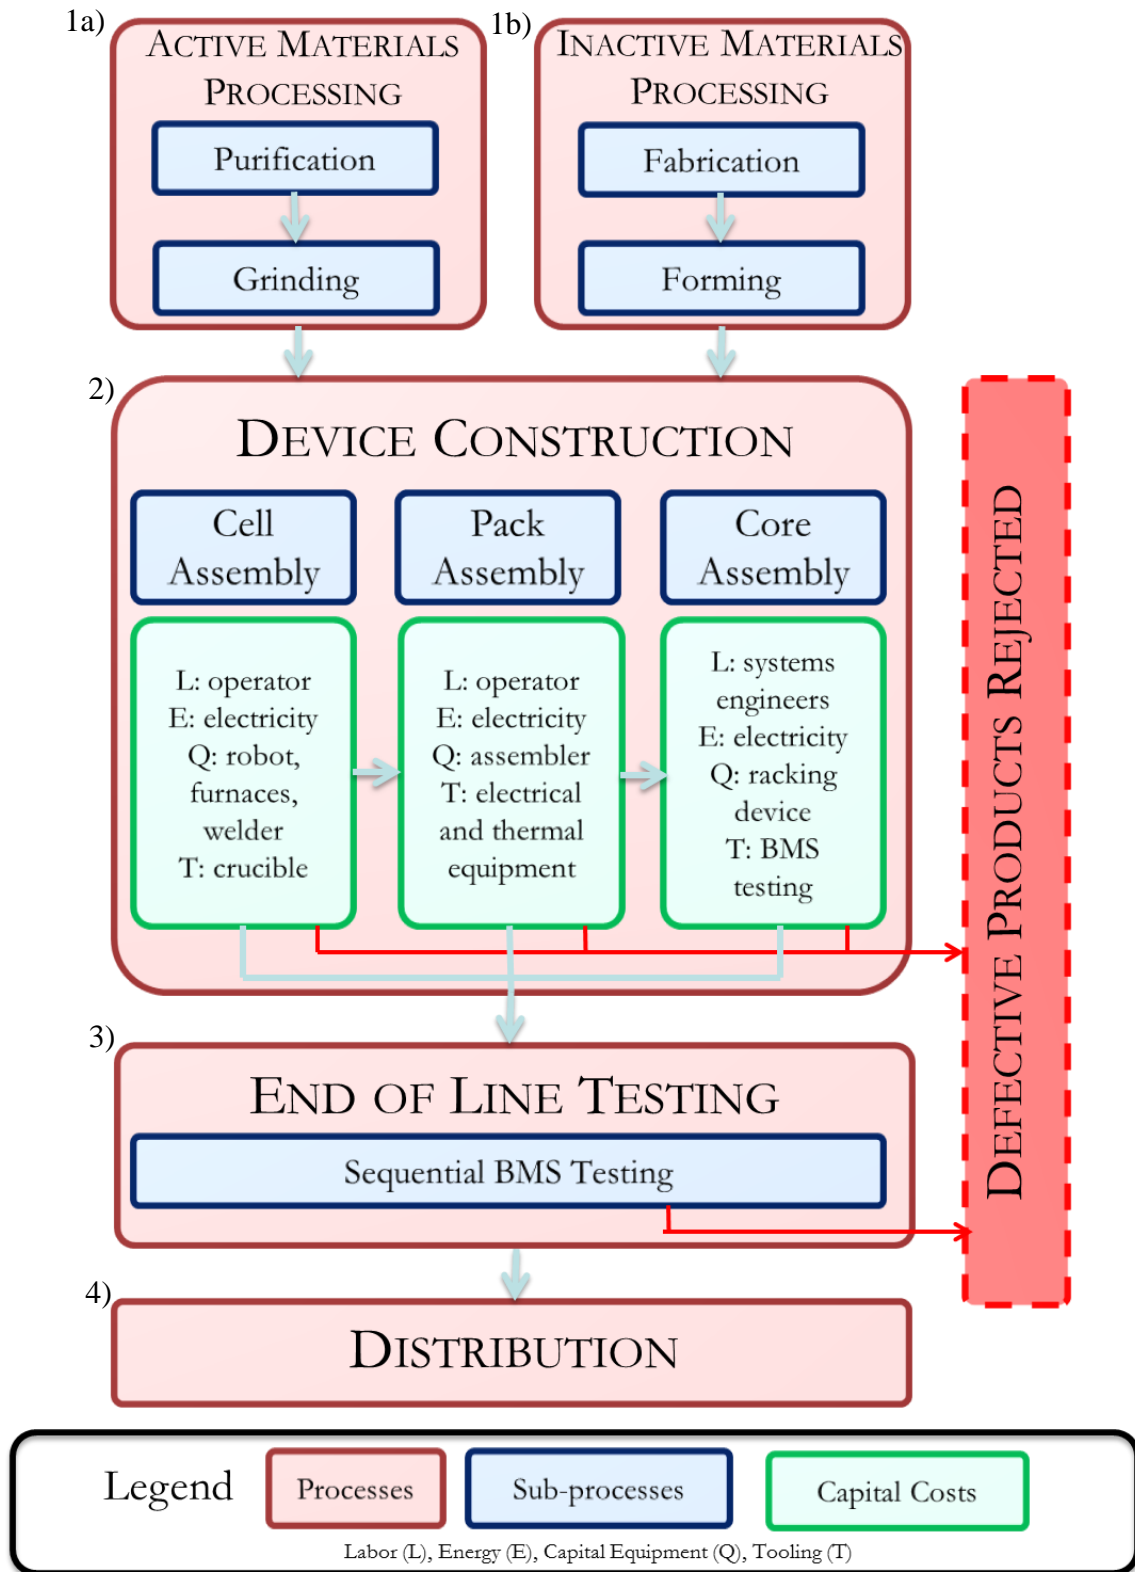 1a)
ACTIVE MATERIALS
PROCESSING
Purification
Grinding
1b)
INACTIVE MATERIALS
PROCESSING
Fabrication
Forming
2)
DEVICE CONSTRUCTION
Cell
Assembly
Pack
Assembly
Core
Assembly
L: operator
E: electricity
Q: robot,
furnaces,
welder
T: crucible
L: operator
E: electricity
Q: assembler
T: electrical
and thermal
equipment
L: systems
engineers
E: electricity
Q: racking
device
T: BMS
testing
DEFECTIVE PRODUCTS REJECTED
3)
END OF LINE TESTING
Sequential BMS Testing
4)
DISTRIBUTION
Legend
Processes
Sub-processes
Capital Costs
Labor (L), Energy (E), Capital Equipment (Q), Tooling (T)